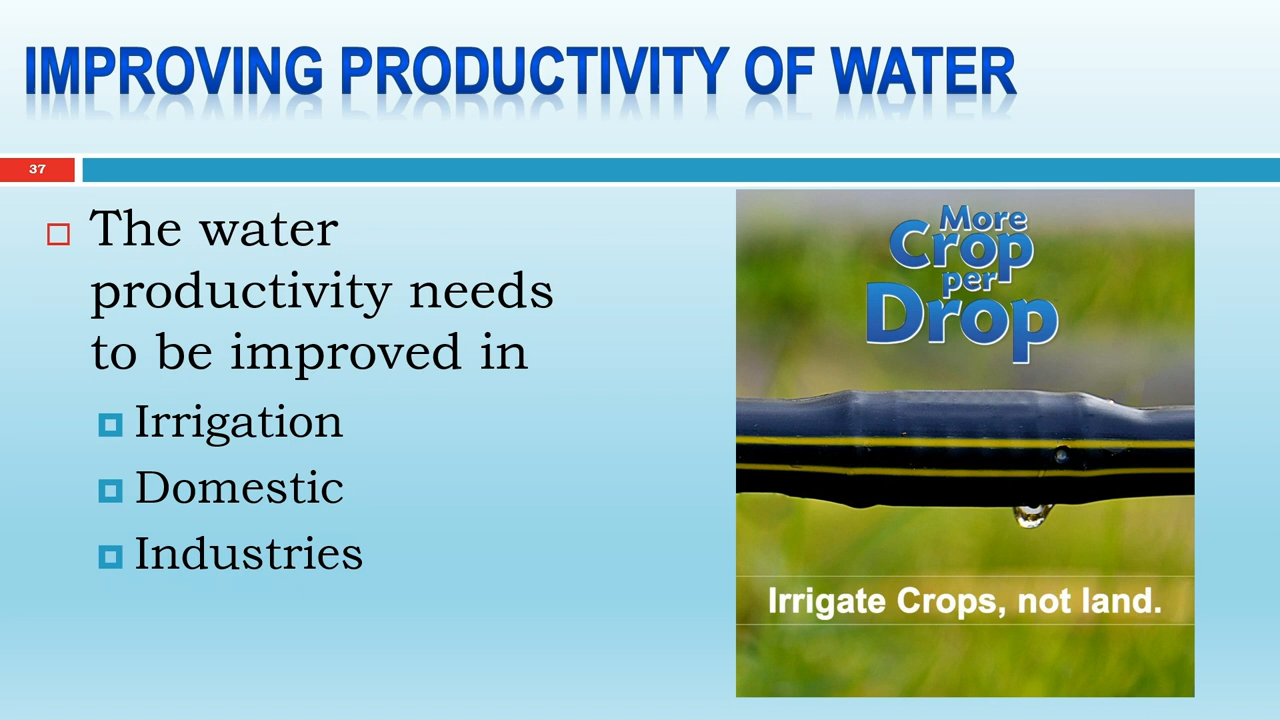 IMPROVING PRODUCTIVITY OF WATER
37
The water
productivity needs
to be improved in
Irrigation
Domestic
Industries
More
Crop
per
Drop
Irrigate Crops, not land.